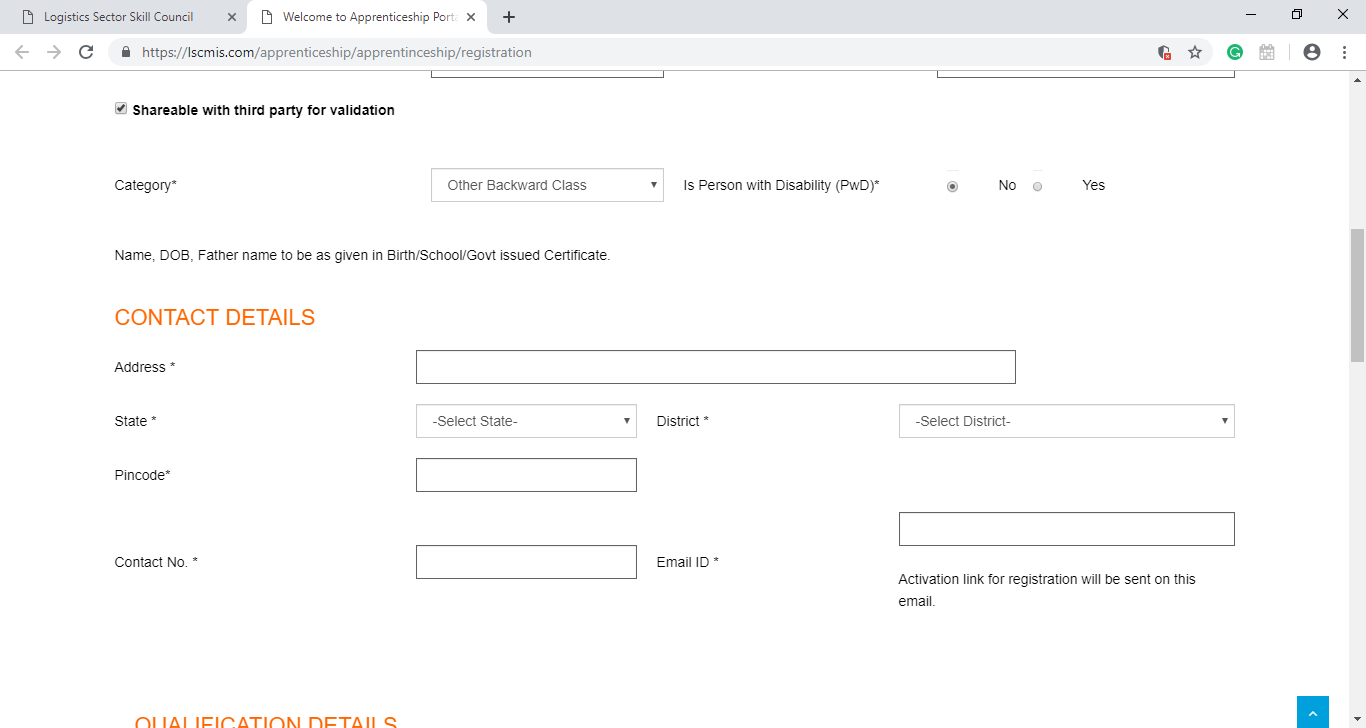 Logistics Sector Skill Council
Welcome to Apprenticeship Porta
https://lscmis.com/apprenticeship/apprentinceship/registration
Shareable with third party for validation
Category* Other Backward Class Is Person with Disability (PwD)* No Yes
Name, DOB, Father name to be as given in Birth/School/Govt issued Certificate.
CONTACT DETAILS
Address *
State * -Select State- District * -Select District-
Pincode*
Contact No. * Email ID *
Activation link for registration will be sent on this
email.
QUALIFICATION DETAILS